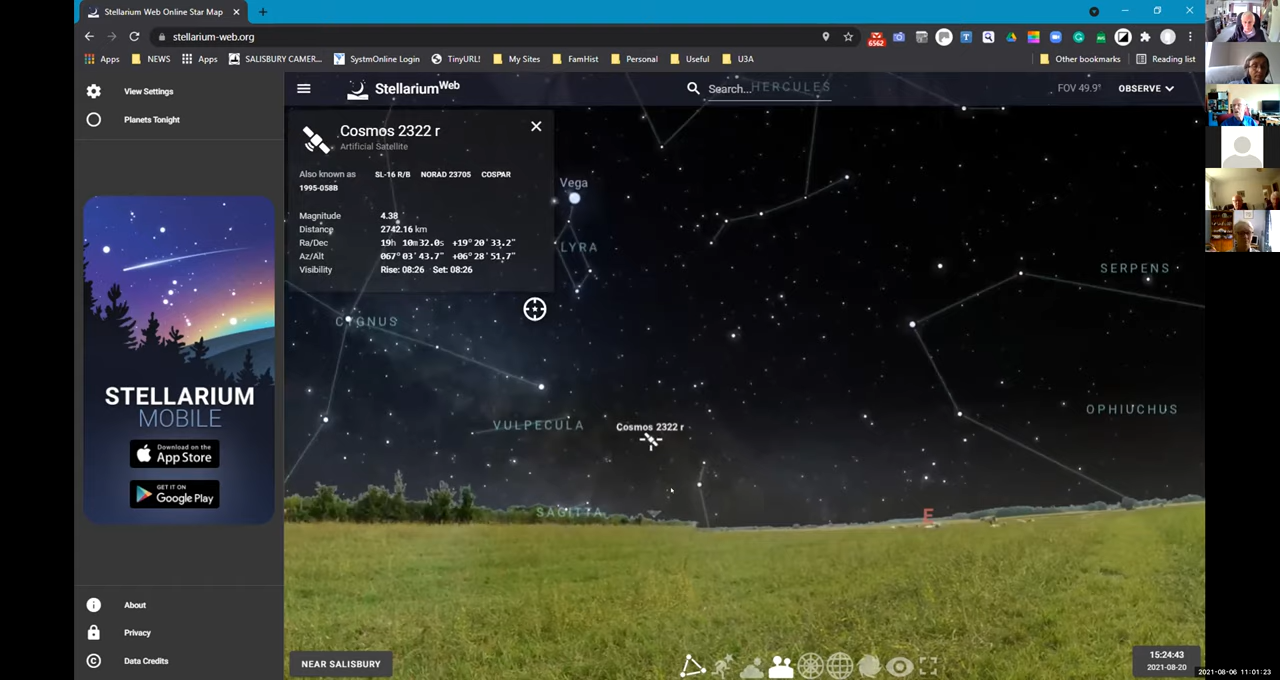 Stellarium Web Online Star Map
stellarium-web.org
6562
Apps NEWS Apps SALISBURY CAMER... SystmOnline Login TinyURL! My Sites FamHist Personal Useful U3A Other bookmarks Reading list
View Settings
Planets Tonight
STELLARIUM
MOBILE
Download on the
App Store
GET IT ON
Google Play
About
Privacy
Data Credits
StellariumWeb
Search...
HERCULES
FOV 49.9°
OBSERVE
Cosmos 2322 r
Artificial Satellite
Also known as SL-16 R/B NORAD 23705 COSPAR
1995-058B
Magnitude 4.38
Distance 2742.16 km
Ra/Dec 19h 10m32.0s +19°20'33.2"
Az/Alt 067°03'43.7" +06°28'51.7"
Visibility Rise: 08:26 Set: 08:26
Vega
LYRA
SERPENS
CYGNUS
OPHIUCHUS
VULPECULA
Cosmos 2322 r
SAGITTA
E
NEAR SALISBURY
15:24:43
2021-08-20
2021-08-06 11:01:23